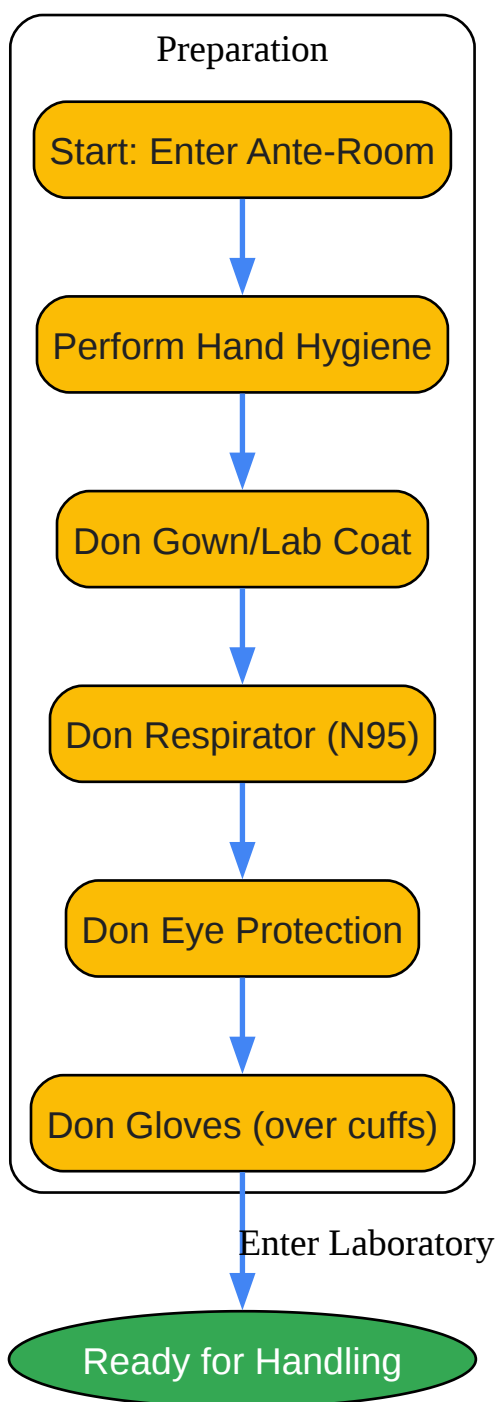 Preparation
Start: Enter Ante-Room
Perform Hand Hygiene
Don Gown/Lab Coat
Don Respirator (N95)
Don Eye Protection
Don Gloves (over cuffs)
Enter Laboratory
Ready for Handling